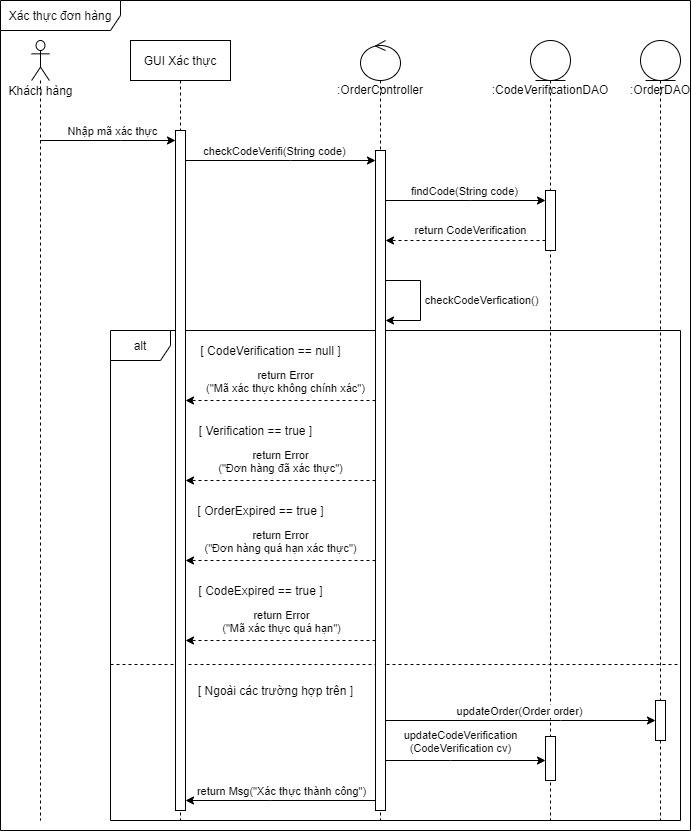 Xác thực đơn hàng
Khách hàng
GUI Xác thực
:OrderController
:CodeVerificationDAO
:OrderDAO
Nhập mã xác thực
checkCodeVerifi(String code)
findCode(String code)
return CodeVerification
checkCodeVerfication()
alt
[ CodeVerification == null ]
return Error
("Mã xác thực không chính xác")
[ Verification == true ]
return Error
("Đơn hàng đã xác thực")
[ OrderExpired == true ]
return Error
("Đơn hàng quá hạn xác thực")
[ CodeExpired == true ]
return Error
("Mã xác thực quá hạn")
[ Ngoài các trường hợp trên ]
updateOrder(Order order)
updateCodeVerification
(CodeVerification cv)
return Msg("Xác thực thành công")